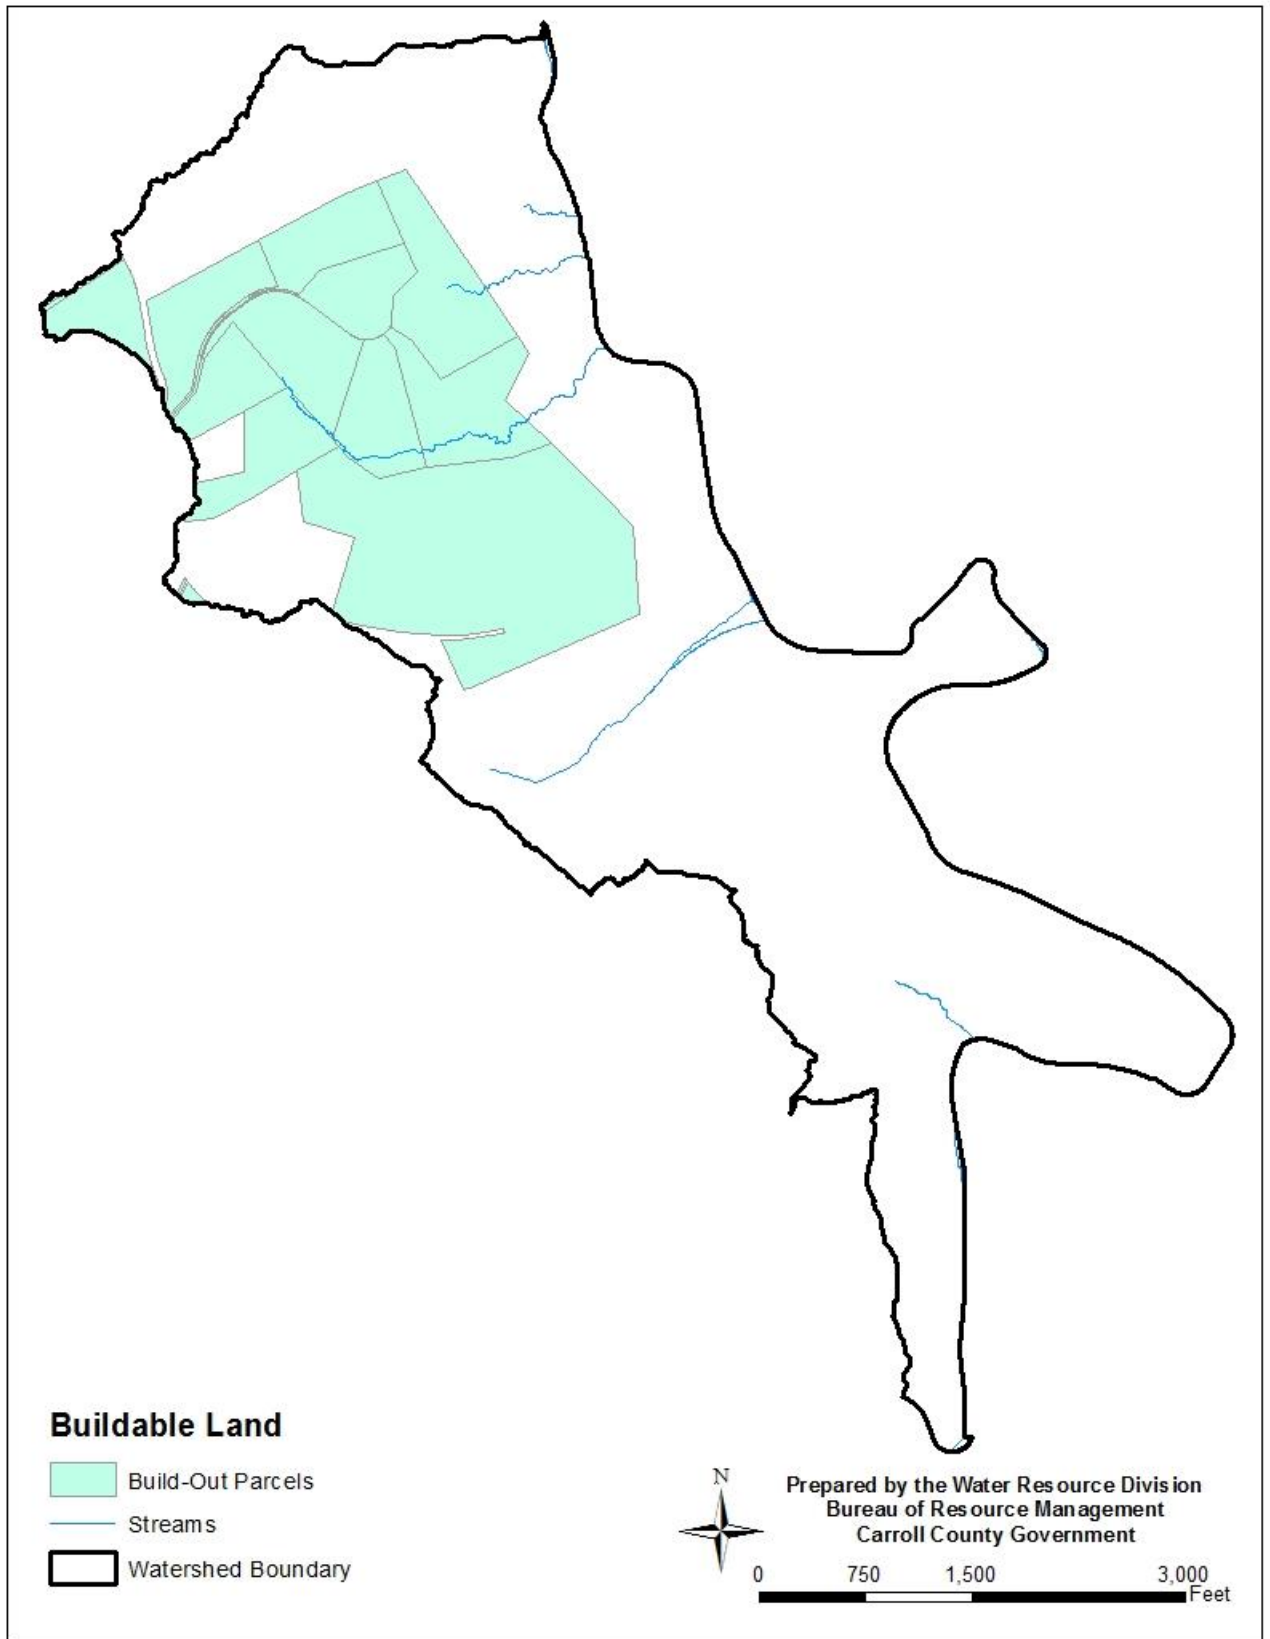 Buildable Land
Build-Out Parcels
Streams
Watershed Boundary
N
Prepared by the Water Resource Division
Bureau of Resource Management
Carroll County Government
0 750 1,500 3,000
Feet